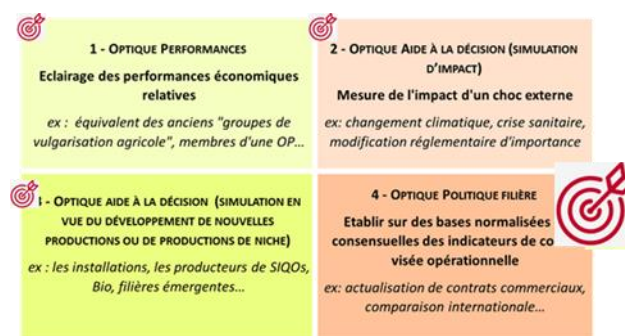 1 - OPTIQUE PERFORMANCES
Eclairage des performances économiques
relatives
ex : équivalent des anciens "groupes de
vulgarisation agricole", membres d'une OP…
2 - OPTIQUE AIDE À LA DÉCISION (SIMULATION
D'IMPACT)
Mesure de l'impact d'un choc externe
ex: changement climatique, crise sanitaire,
modification réglementaire d'importance
- OPTIQUE AIDE À LA DÉCISION (SIMULATION EN
VUE DU DÉVELOPPEMENT DE NOUVELLES
PRODUCTIONS OU DE PRODUCTIONS DE NICHE)
ex : les installations, les producteurs de SIQOs,
Bio, filières émergentes…
4 - OPTIQUE POLITIQUE FILIÈRE
Etablir sur des bases normalisées
consensuelles des indicateurs de
visée opérationnelle
ex: actualisation de contrats commerciaux,
comparaison internationale…